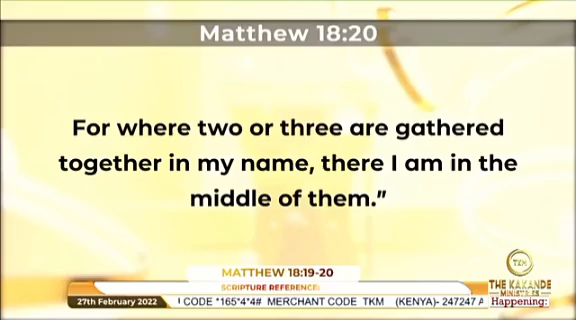 Matthew 18:20
For where two or three are gathered
together in my name, there I am in the
middle of them.”
MATTHEW 18:19-20
SCRIPTURE REFERENCE:
TKM
THE KAKANDE
MINISTRIES
27th February 2022
CODE *165*4*4# MERCHANT CODE TKM (KENYA)- 247247
Happening: